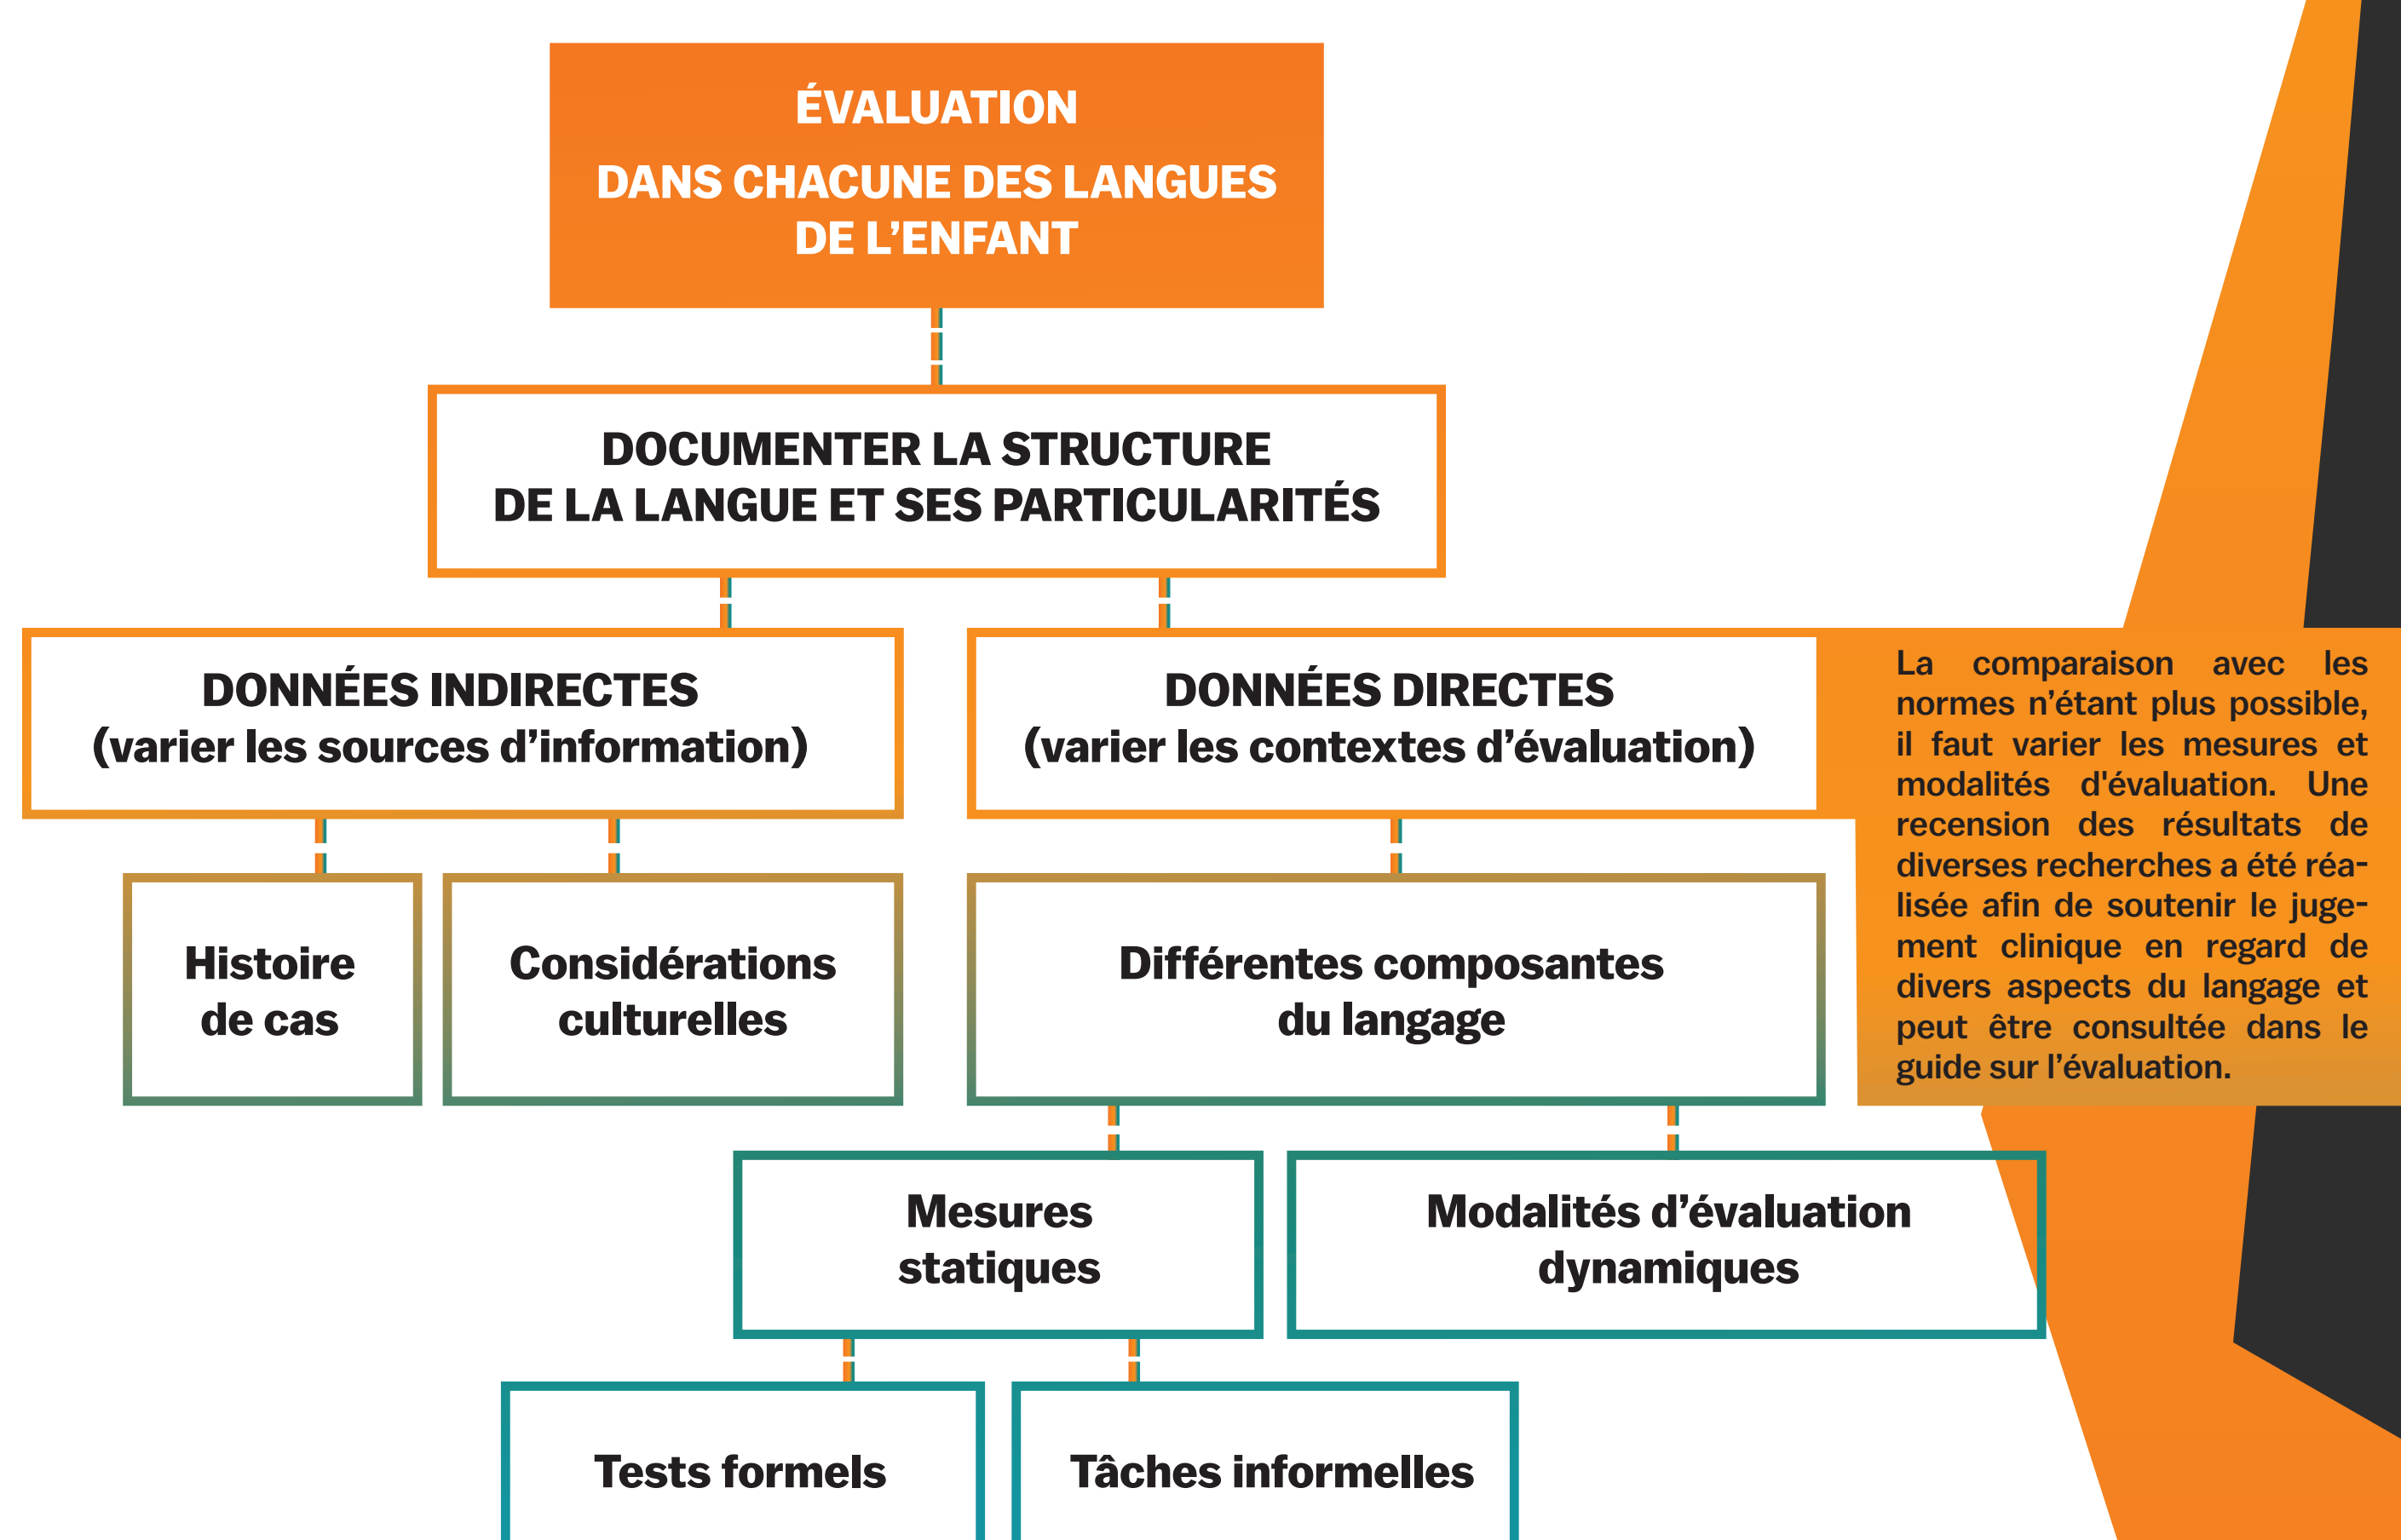 ÉVALUATION
DANS CHACUNE DES LANGUES
DE L’ENFANT
DOCUMENTER LA STRUCTURE
DE LA LANGUE ET SES PARTICULARITÉS
DONNÉES INDIRECTES
(varier les sources d’information)
DONNÉES DIRECTES
(varier les contextes d’évaluation)
La comparaison avec les
normes n’étant plus possible,
il faut varier les mesures et
modalités d'évaluation. Une
recension des résultats de
diverses recherches a été réa-
lisée afin de soutenir le juge-
ment clinique en regard de
divers aspects du langage et
peut être consultée dans le
guide sur l’évaluation.
Histoire
de cas
Considérations
culturelles
Différentes composantes
du langage
Mesures
statiques
Modalités d’évaluation
dynamiques
Tests formels
Tâches informelles